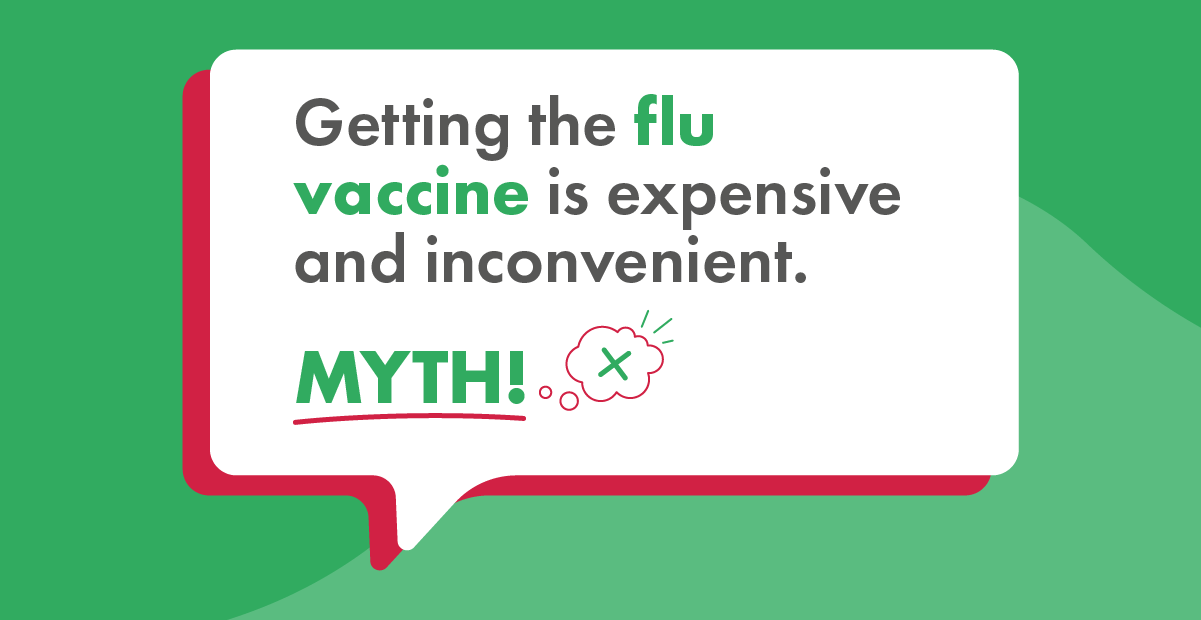 Getting the flu
vaccine is expensive
and inconvenient.
MYTH!